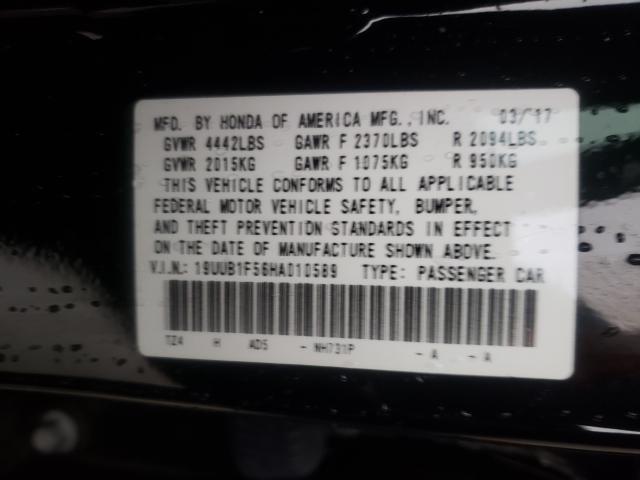 MFD. BY HONDA OF AMERICA MFG., INC. 03/17
GVWR 4442LBS GAWR F 2370LBS R 2094LBS
GVWR 2015KG GAWR F 1075KG R 950KG
THIS VEHICLE CONFORMS TO ALL APPLICABLE
FEDERAL MOTOR VEHICLE SAFETY, BUMPER,
AND THEFT PREVENTION STANDARDS IN EFFECT
ON THE DATE OF MANUFACTURE SHOWN ABOVE.
V.I.N.: 19UUB1F56HA010589 TYPE: PASSENGER CAR
TZ4 H AD5 - NH731P - A - A